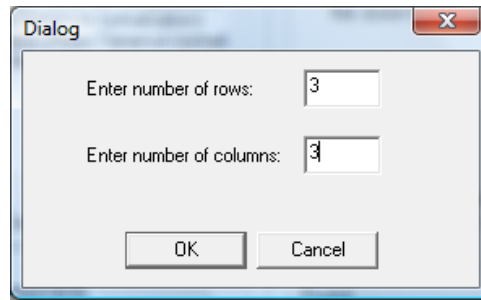 Dialog
Enter number of rows: 3
Enter number of columns: 3
OK Cancel